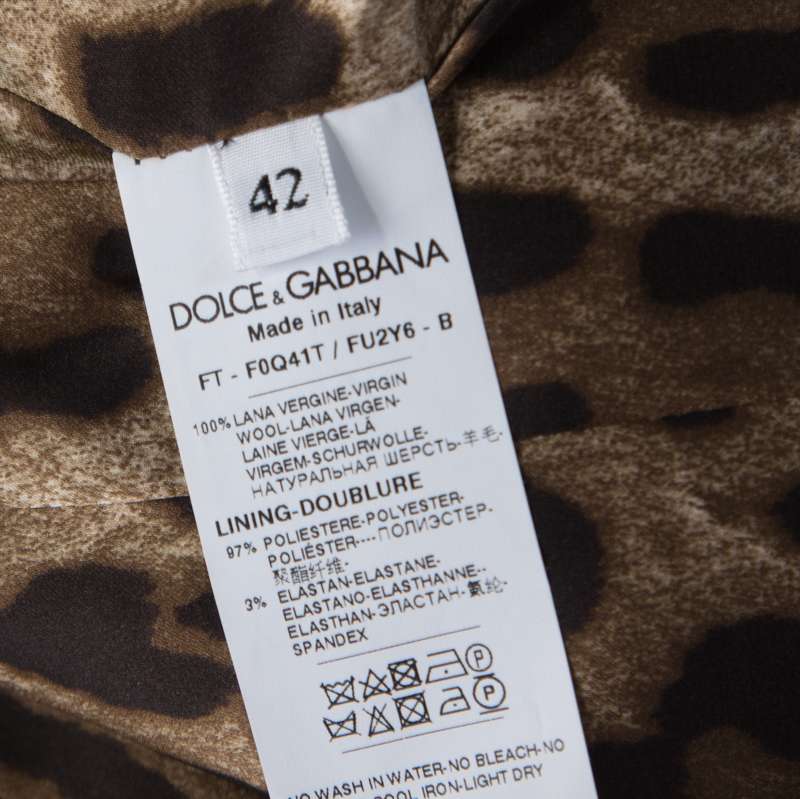 42
DOLCE & GABBANA
Made in Italy
FT - F0Q41T / FU2Y6 - B
100% LANA VERGINE-VIRGIN
WOOL-LANA VIRGEN-
LAINE VIERGE-LÃ
VIRGEM-SCHURWOLLE-
НАТУРАЛЬНАЯ ШЕРСТЬ-羊毛-
LINING-DOUBLURE
97% POLIESTERE-POLYESTER-
POLIÉSTER----ПОЛИЭСТЕР-
聚酯纤维-
3% ELASTAN-ELASTANE-
ELASTANO-ELASTHANNE--
ELASTHAN-ЭЛАСТАН-氨纶-
SPANDEX
P
P
NO WASH IN WATER-NO BLEACH-NO
COOL IRON-LIGHT DRY